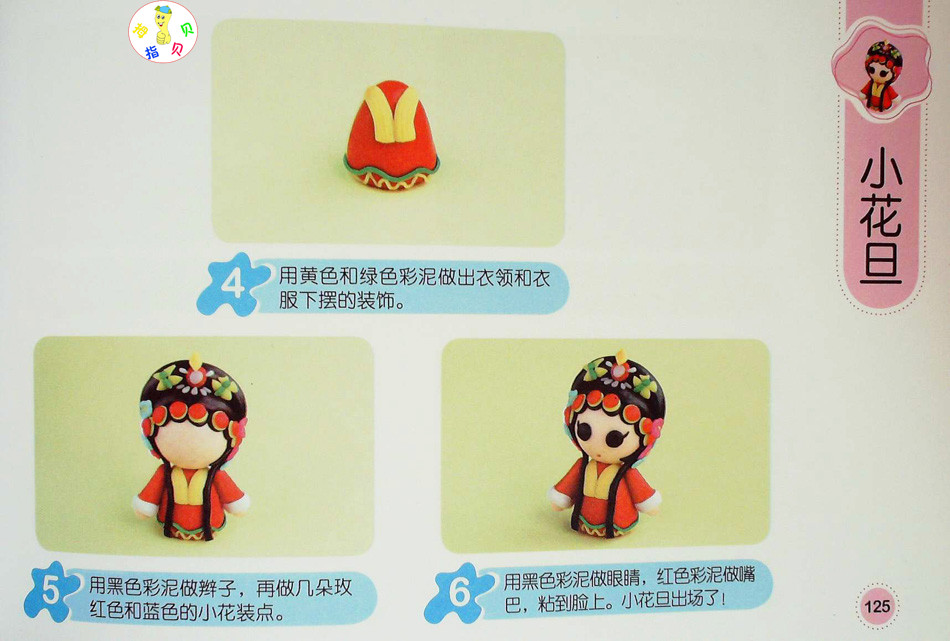 指贝贝
小花旦
4
用黄色和绿色彩泥做出衣领和衣
服下摆的装饰。
5
用黑色彩泥做辫子，再做几朵玫
红色和蓝色的小花装点。
6
用黑色彩泥做眼睛，红色彩泥做嘴
巴，粘到脸上。小花旦出场了！
125